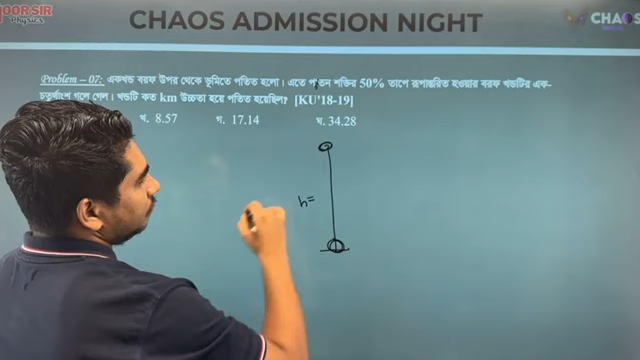 NOOR SIR
Physics
CHAOS ADMISSION NIGHT
CHAOS
Problem – 07: একখন্ড বরফ উপর থেকে ভূমিতে পতিত হলো। এতে পতন শক্তির 50% তাপে রূপান্তরিত হওয়ার বরফ খন্ডটির এক-
চতুর্থাংশ গলে গেল। খন্ডটি কত km উচ্চতা হয়ে পতিত হয়েছিল? [KU'18-19]
খ. 8.57 গ. 17.14 ঘ. 34.28
h=